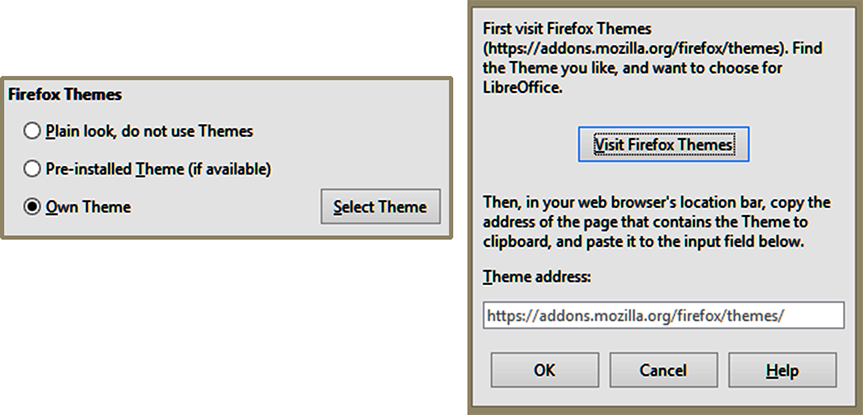 Firefox Themes
Plain look, do not use Themes
Pre-installed Theme (if available)
Own Theme
Select Theme
First visit Firefox Themes
(https://addons.mozilla.org/firefox/themes). Find
the Theme you like, and want to choose for
LibreOffice.
Visit Firefox Themes
Then, in your web browser's location bar, copy the
address of the page that contains the Theme to
clipboard, and paste it to the input field below.
Theme address:
https://addons.mozilla.org/firefox/themes/
OK
Cancel
Help